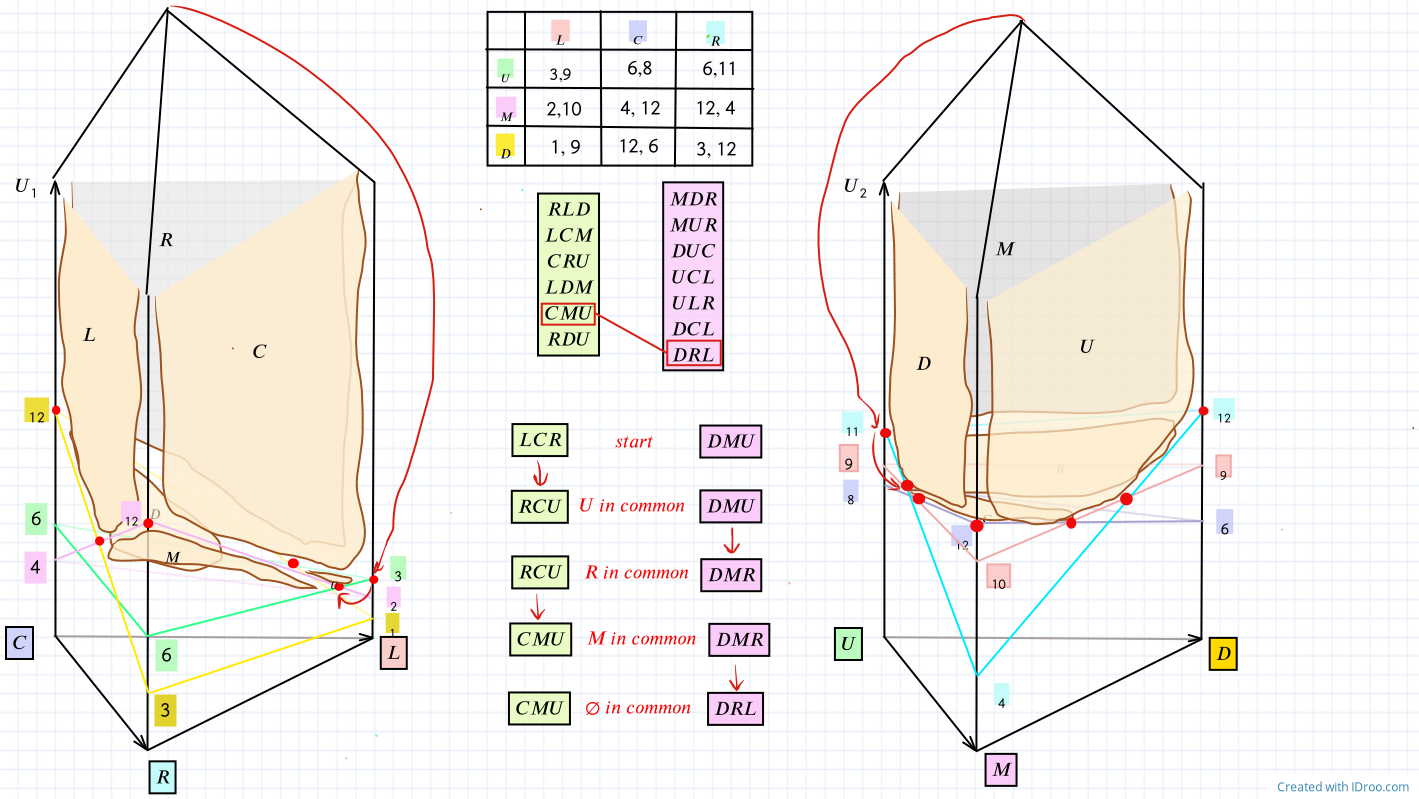 L C R
U 3,9 6,8 6,11
M 2,10 4, 12 12, 4
D 1, 9 12, 6 3, 12
U1
R
L
C
12
6
4
12
D
M
U
3
2
1
6
3
C
L
R
RLD
LCM
CRU
LDM
CMU
RDU
MDR
MUR
DUC
UCL
ULR
DCL
DRL
LCR start DMU
RCU U in common DMU
RCU R in common DMR
CMU M in common DMR
CMU ∅ in common DRL
U2
M
D
U
11
9
8
R
C
12
10
4
12
9
6
U
D
M
Created with IDroo.com